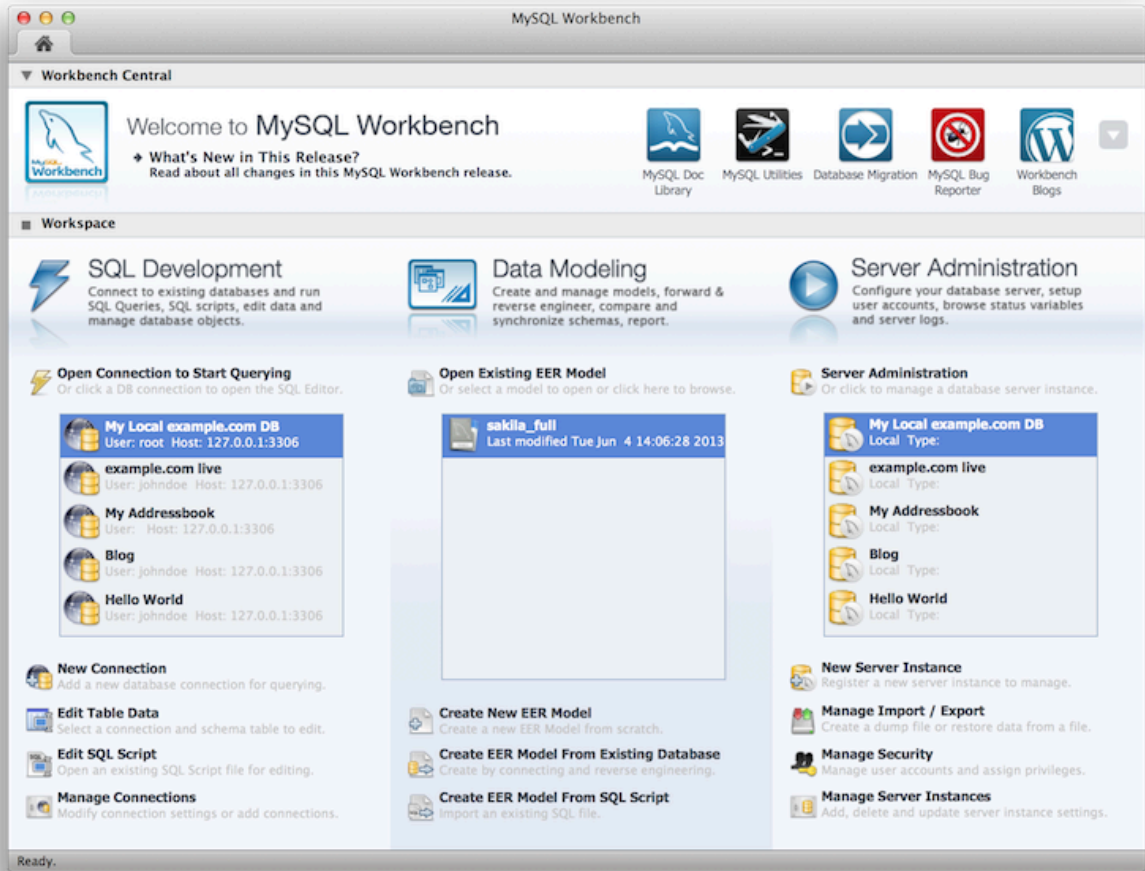 MySQL Workbench
Workbench Central
MySQL
Workbench
Welcome to MySQL Workbench
What's New in This Release?
Read about all changes in this MySQL Workbench release.
MySQL Doc
Library
MySQL Utilities
Database Migration
MySQL Bug
Reporter
Workbench
Blogs
Workspace
SQL Development
Connect to existing databases and run
SQL Queries, SQL scripts, edit data and
manage database objects.
Open Connection to Start Querying
Or click a DB connection to open the SQL Editor.
My Local example.com DB
User: root Host: 127.0.0.1:3306
example.com live
User: johndoe Host: 127.0.0.1:3306
My Addressbook
User: Host: 127.0.0.1:3306
Blog
User: johndoe Host: 127.0.0.1:3306
Hello World
User: johndoe Host: 127.0.0.1:3306
New Connection
Add a new database connection for querying.
Edit Table Data
Select a connection and schema table to edit.
Edit SQL Script
Open an existing SQL Script file for editing.
Manage Connections
Modify connection settings or add connections.
Data Modeling
Create and manage models, forward &
reverse engineer, compare and
synchronize schemas, report.
Open Existing EER Model
Or select a model to open or click here to browse.
sakila_full
Last modified Tue Jun 4 14:06:28 2013
Create New EER Model
Create a new EER Model from scratch.
Create EER Model From Existing Database
Create by connecting and reverse engineering.
Create EER Model From SQL Script
Import an existing SQL file.
Server Administration
Configure your database server, setup
user accounts, browse status variables
and server logs.
Server Administration
Or click to manage a database server instance.
My Local example.com DB
Local Type:
example.com live
Local Type:
My Addressbook
Local Type:
Blog
Local Type:
Hello World
Local Type:
New Server Instance
Register a new server instance to manage.
Manage Import / Export
Create a dump file or restore data from a file.
Manage Security
Manage user accounts and assign privileges.
Manage Server Instances
Add, delete and update server instance settings.
Ready.